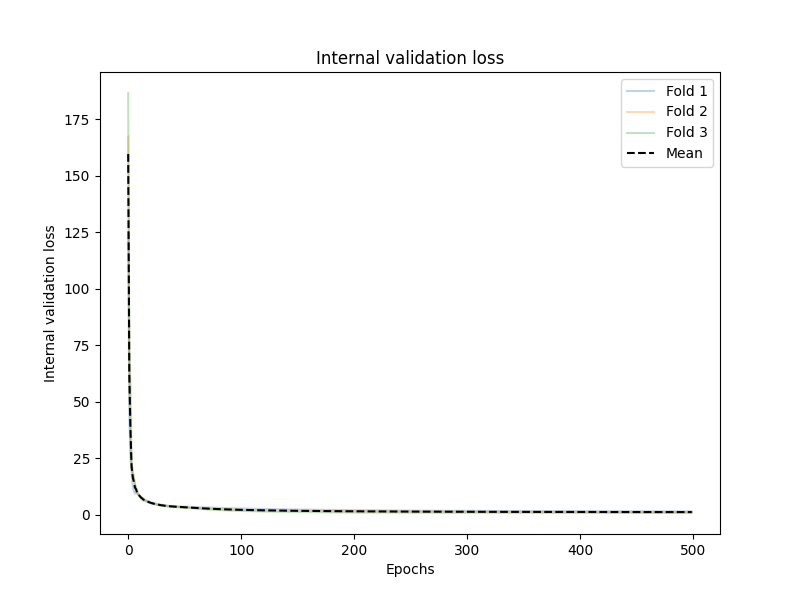 Internal validation loss
Fold 1
Fold 2
Fold 3
Mean
Internal validation loss
175
150
125
100
75
50
25
0
0 100 200 300 400 500
Epochs